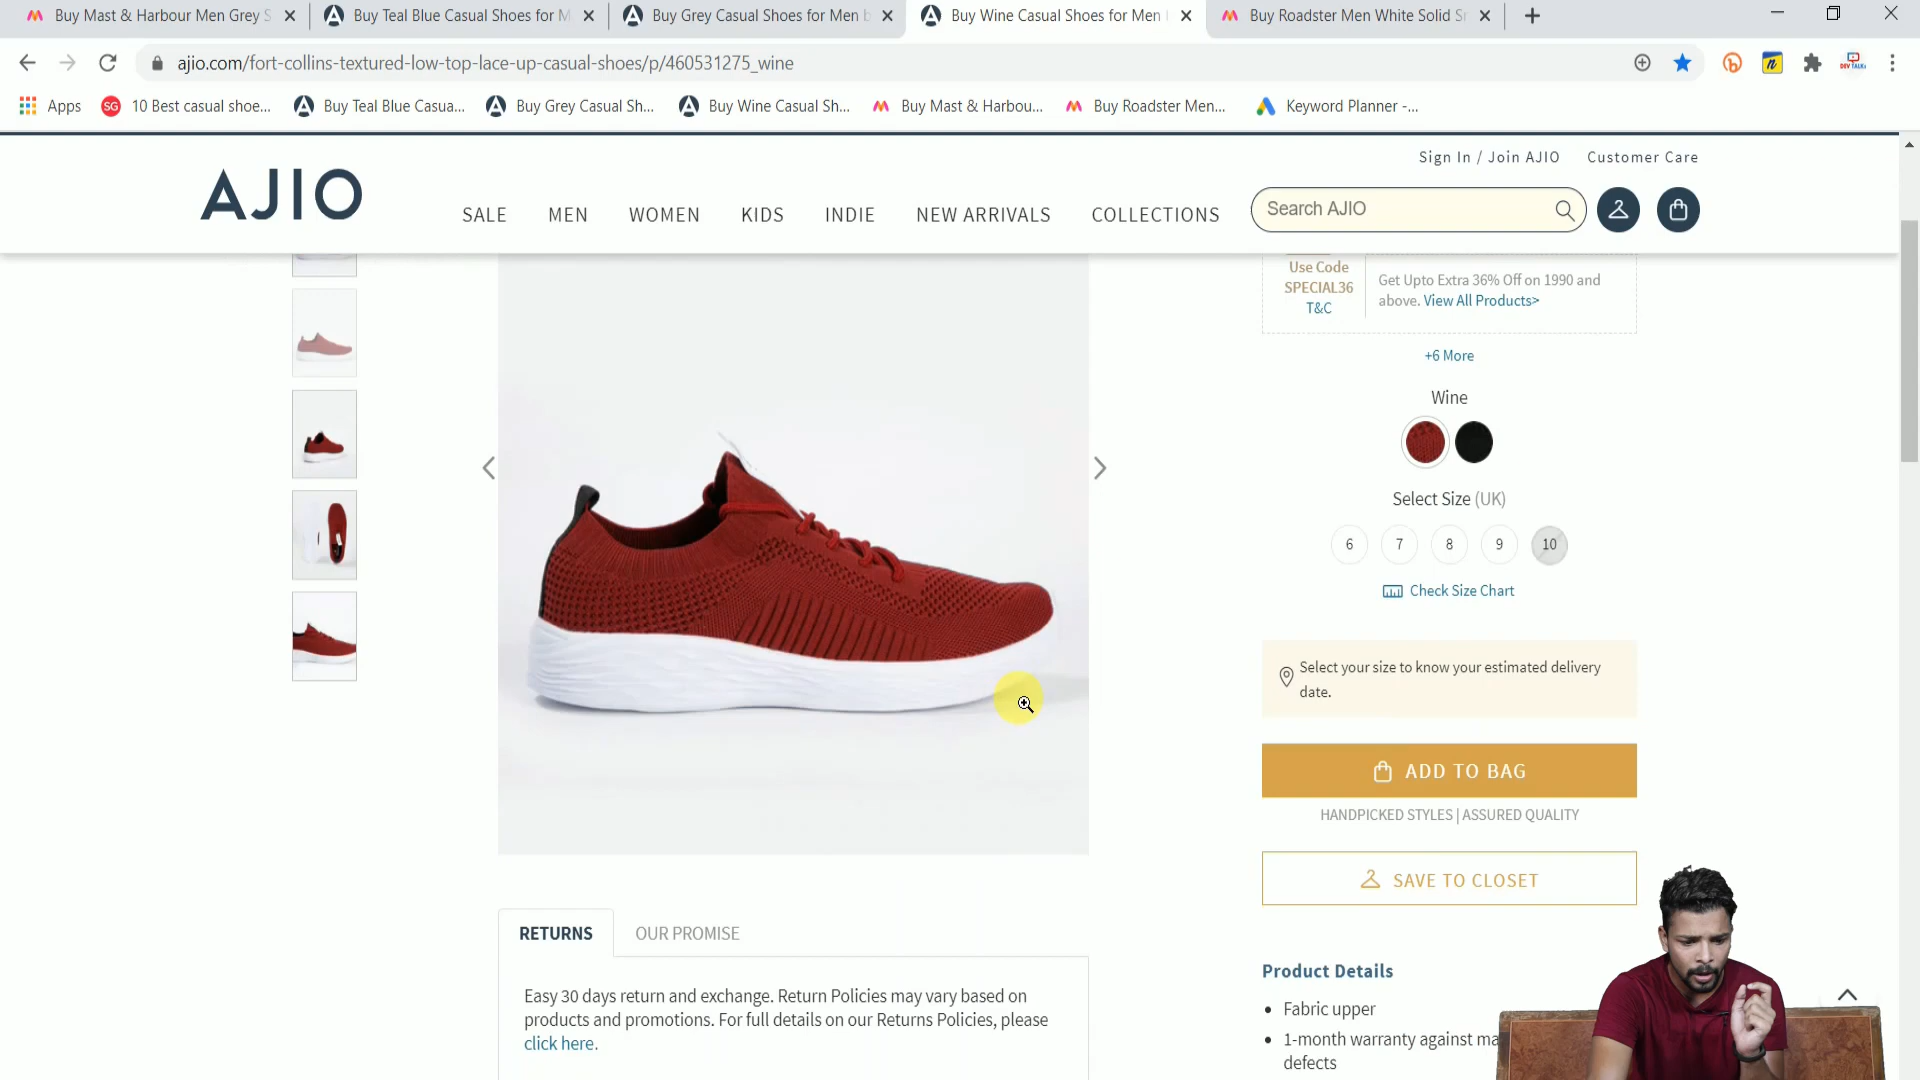 Buy Mast & Harbour Men Grey S
Buy Teal Blue Casual Shoes for M
Buy Grey Casual Shoes for Men b
Buy Wine Casual Shoes for Men
Buy Roadster Men White Solid Sn
ajio.com/fort-collins-textured-low-top-lace-up-casual-shoes/p/460531275_wine
Apps
SG
10 Best casual shoe...
Buy Teal Blue Casua...
Buy Grey Casual Sh...
Buy Wine Casual Sh...
Buy Mast & Harbou...
Buy Roadster Men...
Keyword Planner -...
Sign In / Join AJIO
Customer Care
AJIO
SALE
MEN
WOMEN
KIDS
INDIE
NEW ARRIVALS
COLLECTIONS
Search AJIO
Use Code
SPECIAL36
T&C
Get Upto Extra 36% Off on 1990 and
above. View All Products>
+6 More
Wine
Select Size (UK)
6
7
8
9
10
Check Size Chart
Select your size to know your estimated delivery
date.
ADD TO BAG
HANDPICKED STYLES | ASSURED QUALITY
SAVE TO CLOSET
RETURNS
OUR PROMISE
Easy 30 days return and exchange. Return Policies may vary based on
products and promotions. For full details on our Returns Policies, please
click here.
Product Details
• Fabric upper
• 1-month warranty against ma
defects